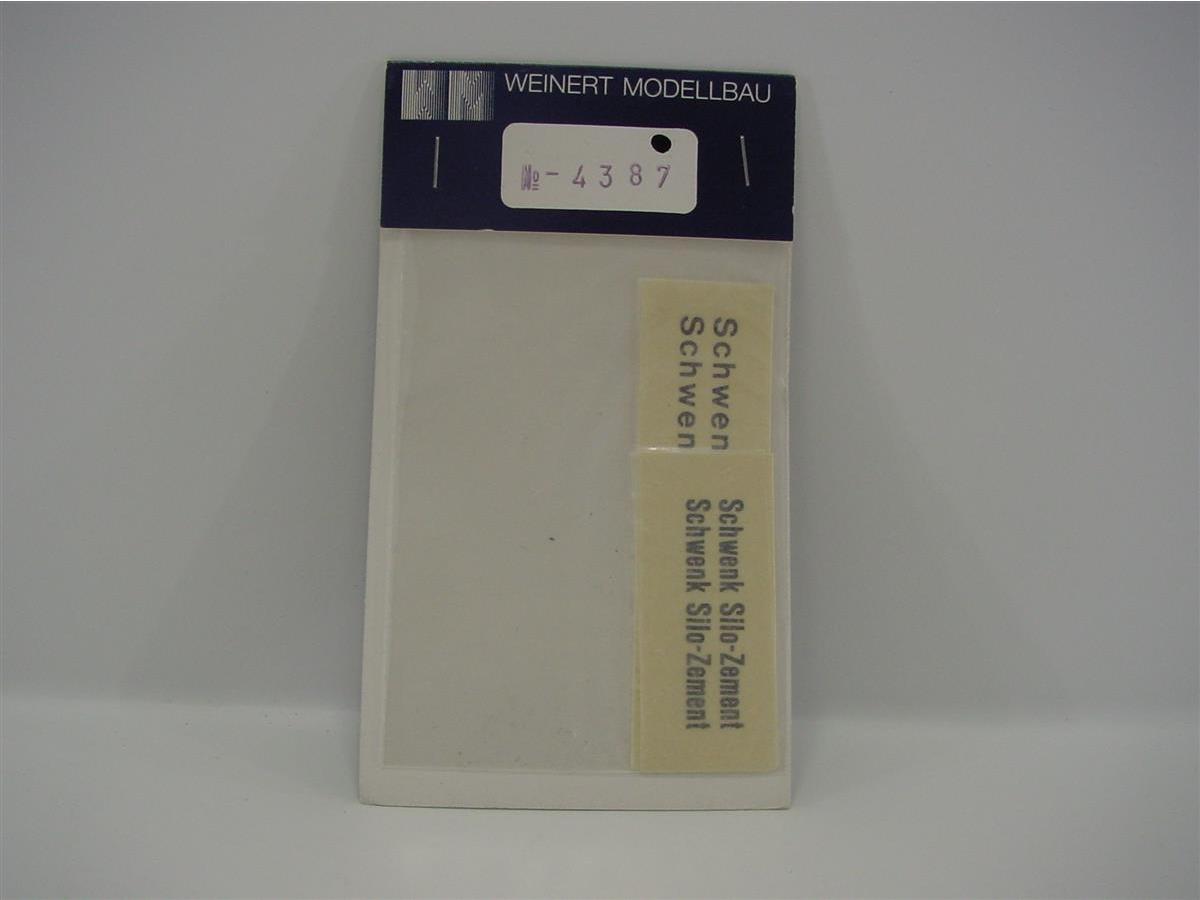 WEINERT MODELLBAU
№ - 4387
Schwen
Schwen
Schwenk Silo-Zement
Schwenk Silo-Zement